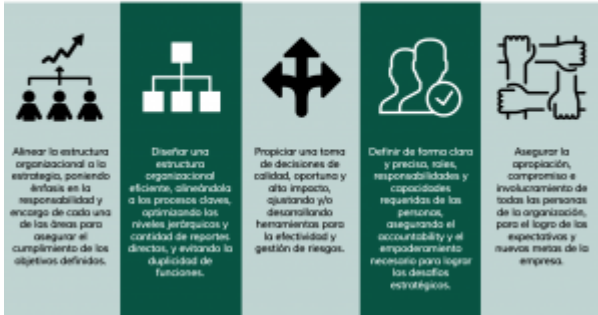 Alinear la estructura
organizacional a la
estrategia, poniendo
énfasis en la
responsabilidad y
encargo de cada una
de las áreas para
asegurar el
cumplimiento de los
objetivos definidos.
Diseñar una
estructura
organizacional
eficiente, alineándola
a los procesos claves,
optimizando los
niveles jerárquicos y
cantidad de reportes
directos, y evitando la
duplicidad de
funciones.
Propiciar una toma
de decisiones de
calidad, oportuna y
alto impacto,
ajustando y/o
desarrollando
herramientas para
la efectividad y
gestión de riesgos.
Definir de forma clara
y precisa, roles,
responsabilidades y
capacidades
requeridas de las
personas,
asegurando el
accountability y el
empoderamiento
necesario para lograr
los desafíos
estratégicos.
Asegurar la
apropiación,
compromiso e
involucramiento de
todas las personas
de la organización,
para el logro de las
expectativas y
nuevas metas de la
empresa.